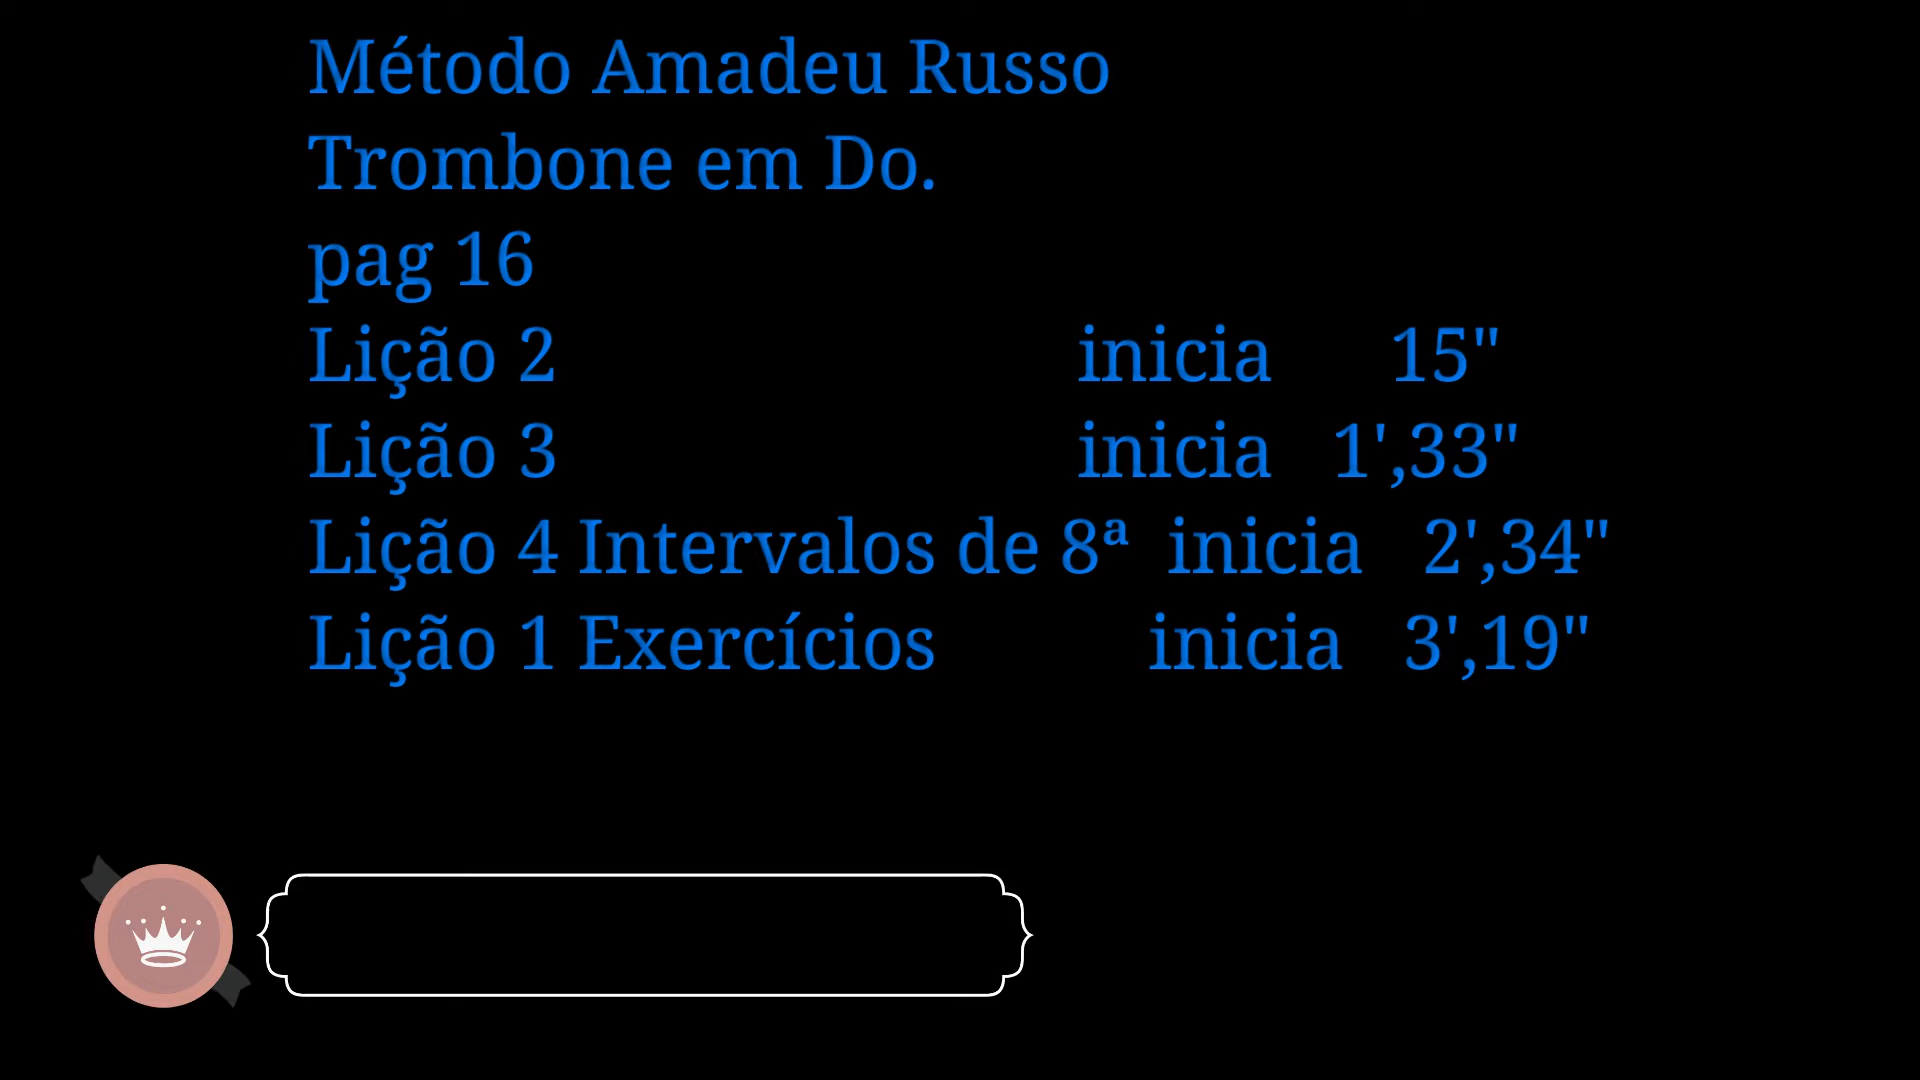 Método Amadeu Russo
Trombone em Do.
pag 16
Lição 2 inicia 15"
Lição 3 inicia 1',33"
Lição 4 Intervalos de 8ª inicia 2',34"
Lição 1 Exercícios inicia 3',19"